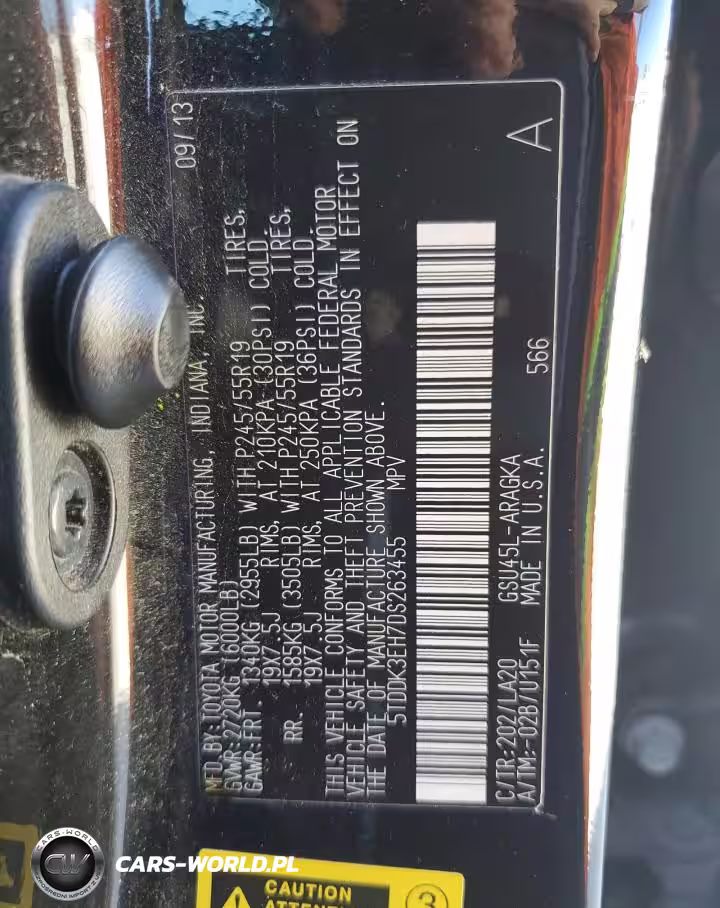 MFD. BY: TOYOTA MOTOR MANUFACTURING, INDIANA, INC. 09/13
GVWR: 2720KG (6000LB)
GAWR: FRT. 1340KG (2955LB) WITH P245/55R19 TIRES,
19X7.5J RIMS, AT 210KPA (30PSI) COLD
RR. 1585KG (3505LB) WITH P245/55R19 TIRES,
19X7.5J RIMS, AT 250KPA (36PSI) COLD.
THIS VEHICLE CONFORMS TO ALL APPLICABLE FEDERAL MOTOR
VEHICLE SAFETY AND THEFT PREVENTION STANDARDS IN EFFECT ON
THE DATE OF MANUFACTURE SHOWN ABOVE.
5TDDK3EH7DS263455 MPV
C/TR: 202/LA20 GSU45L-ARAGKA 566 A
A/TM: -02B/U151F MADE IN U.S.A.
CAUTION
3
CARS-WORLD
CW
CARS-WORLD.PL